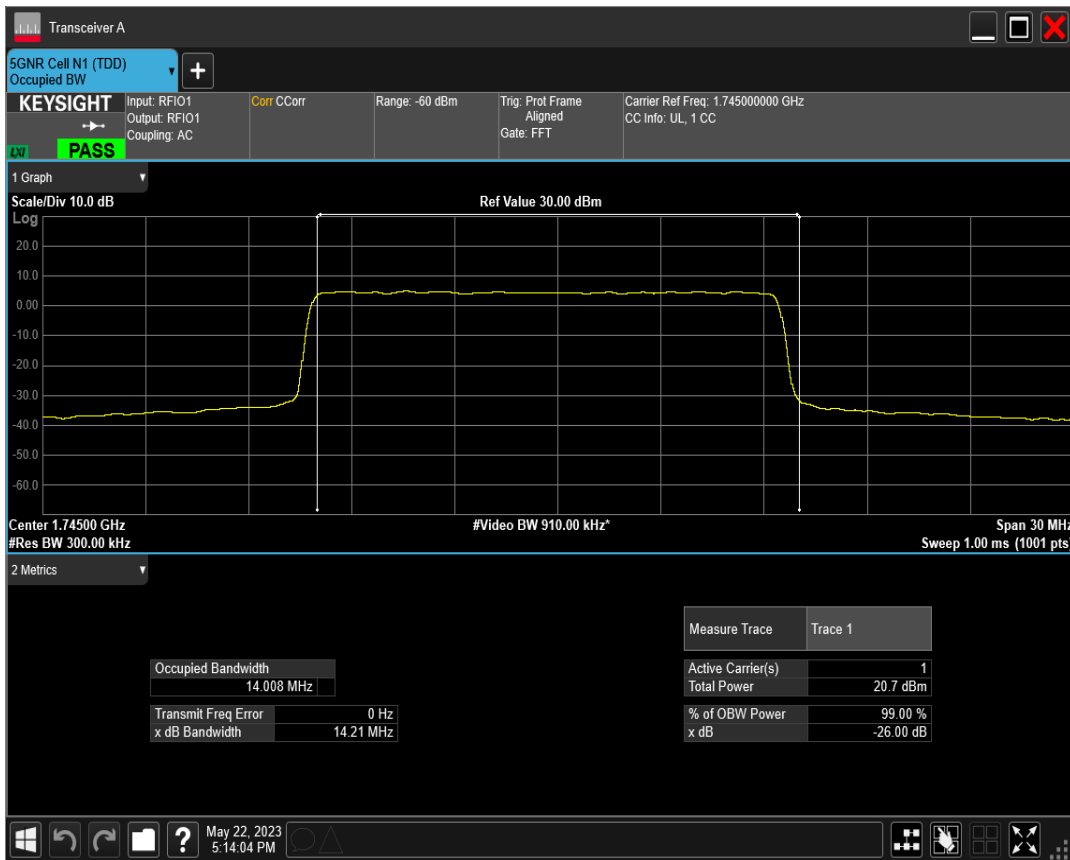 Transceiver A
5GNR Cell N1 (TDD)
Occupied BW
+
KEYSIGHT
LXI
PASS
Input: RFIO1
Output: RFIO1
Coupling: AC
Corr CCorr
Range: -60 dBm
Trig: Prot Frame
Aligned
Gate: FFT
Carrier Ref Freq: 1.745000000 GHz
CC Info: UL, 1 CC
1 Graph
Scale/Div 10.0 dB
Ref Value 30.00 dBm
Log
20.0
10.0
0.00
-10.0
-20.0
-30.0
-40.0
-50.0
-60.0
Center 1.74500 GHz
#Video BW 910.00 kHz*
Span 30 MHz
#Res BW 300.00 kHz
Sweep 1.00 ms (1001 pts)
2 Metrics
Measure Trace Trace 1
Occupied Bandwidth
14.008 MHz
Active Carrier(s) 1
Total Power 20.7 dBm
Transmit Freq Error 0 Hz
x dB Bandwidth 14.21 MHz
% of OBW Power 99.00 %
x dB -26.00 dB
?
May 22, 2023
5:14:04 PM